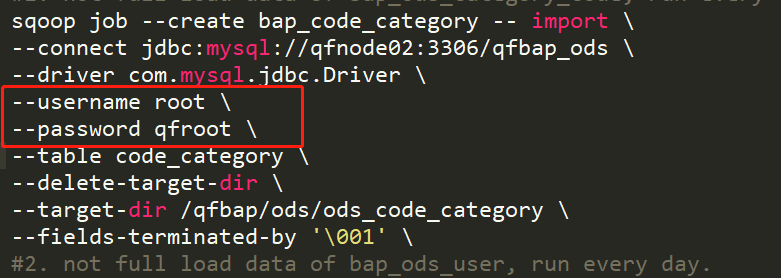 sqoop job --create bap_code_category -- import \
--connect jdbc:mysql://qfnode02:3306/qfbap_ods \
--driver com.mysql.jdbc.Driver \
--username root \
--password qfroot \
--table code_category \
--delete-target-dir \
--target-dir /qfbap/ods/ods_code_category \
--fields-terminated-by '\001' \
#2. not full load data of bap_ods_user, run every day.